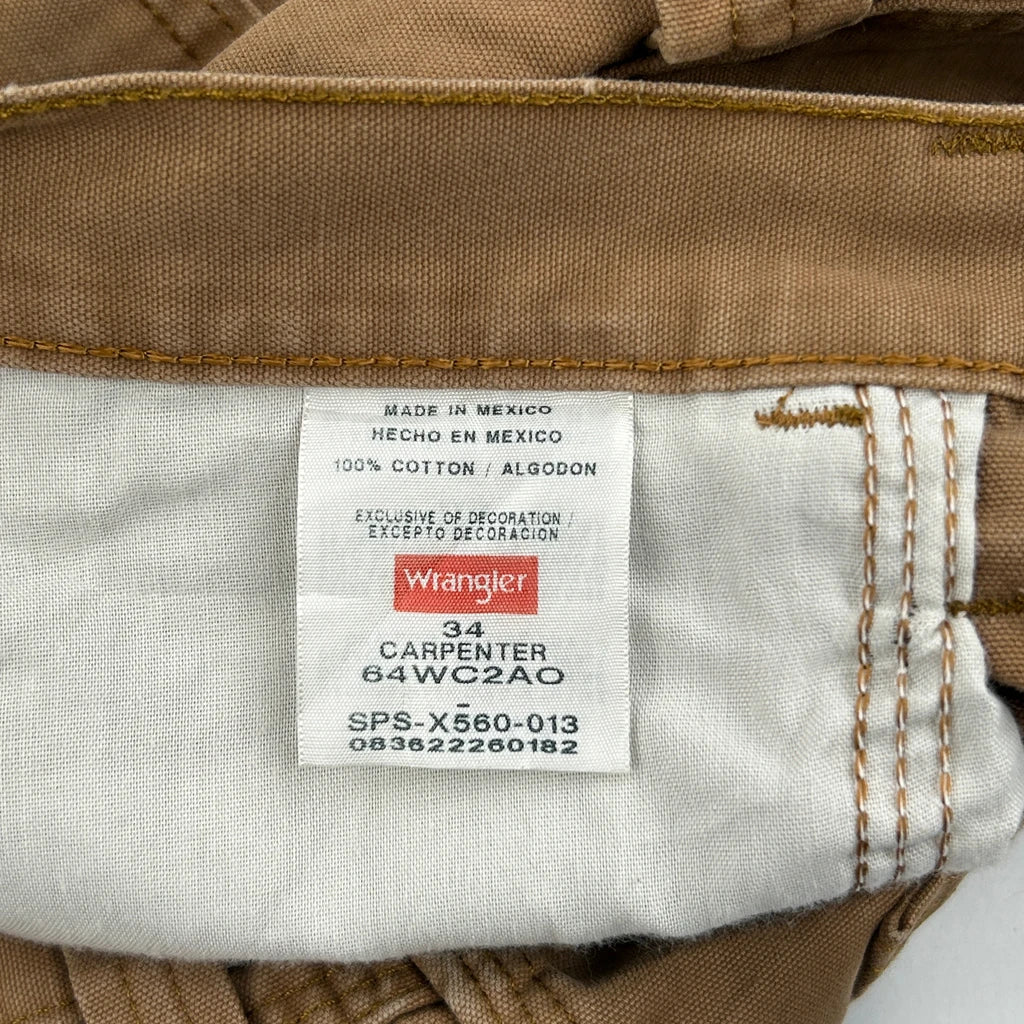 MADE IN MEXICO
HECHO EN MEXICO
100% COTTON / ALGODON
EXCLUSIVE OF DECORATION /
EXCEPTO DECORACION
Wrangler
34
CARPENTER
64WC2AO
-
SPS-X560-013
083622260182